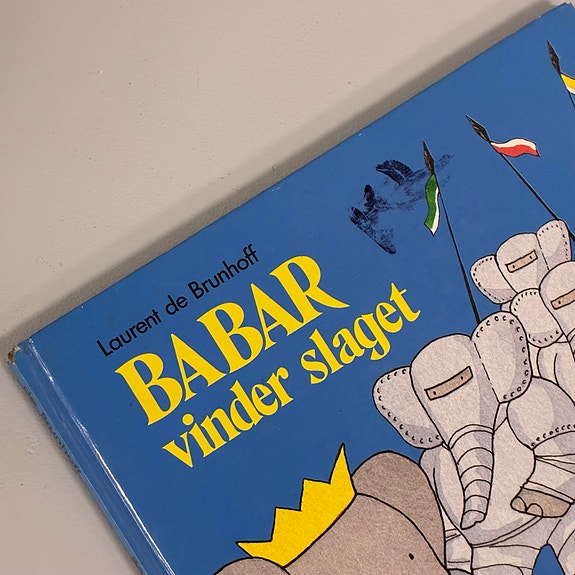 Laurent de Brunhoff
BABAR
vinder slaget